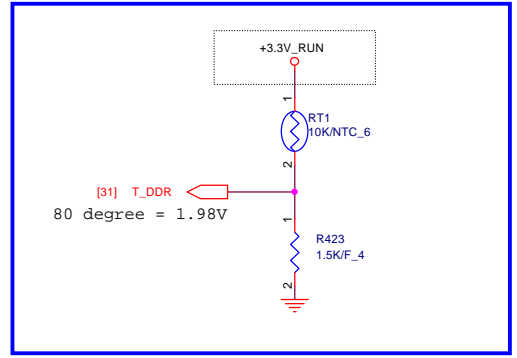 +3.3V_RUN
1
RT1
10K/NTC_6
2
[31] T_DDR
80 degree = 1.98V
1
R423
1.5K/F_4
2